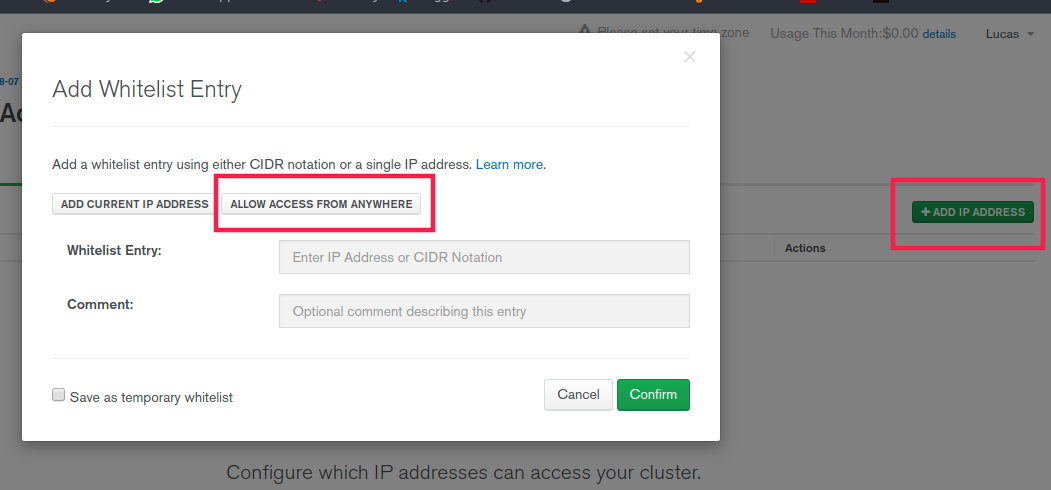 Please set your time zone Usage This Month:$0.00 details Lucas
8-07
Add Whitelist Entry
Add a whitelist entry using either CIDR notation or a single IP address. Learn more.
ADD CURRENT IP ADDRESS ALLOW ACCESS FROM ANYWHERE
+ ADD IP ADDRESS
Whitelist Entry: Enter IP Address or CIDR Notation
Actions
Comment: Optional comment describing this entry
Save as temporary whitelist Cancel Confirm
Configure which IP addresses can access your cluster.